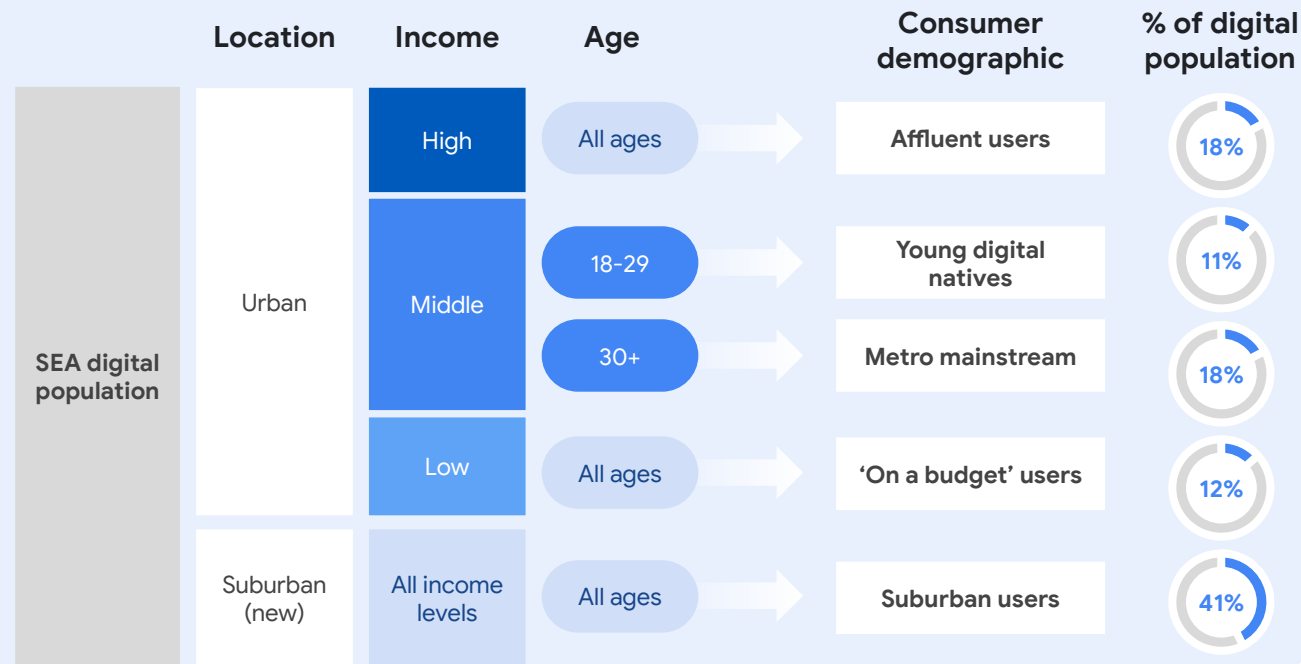 Location
Income
Age
Consumer
demographic
% of digital
population
SEA digital
population
Urban
High
All ages
Affluent users
18%
Middle
18-29
Young digital
natives
11%
30+
Metro mainstream
18%
Low
All ages
‘On a budget’ users
12%
Suburban
(new)
All income
levels
All ages
Suburban users
41%